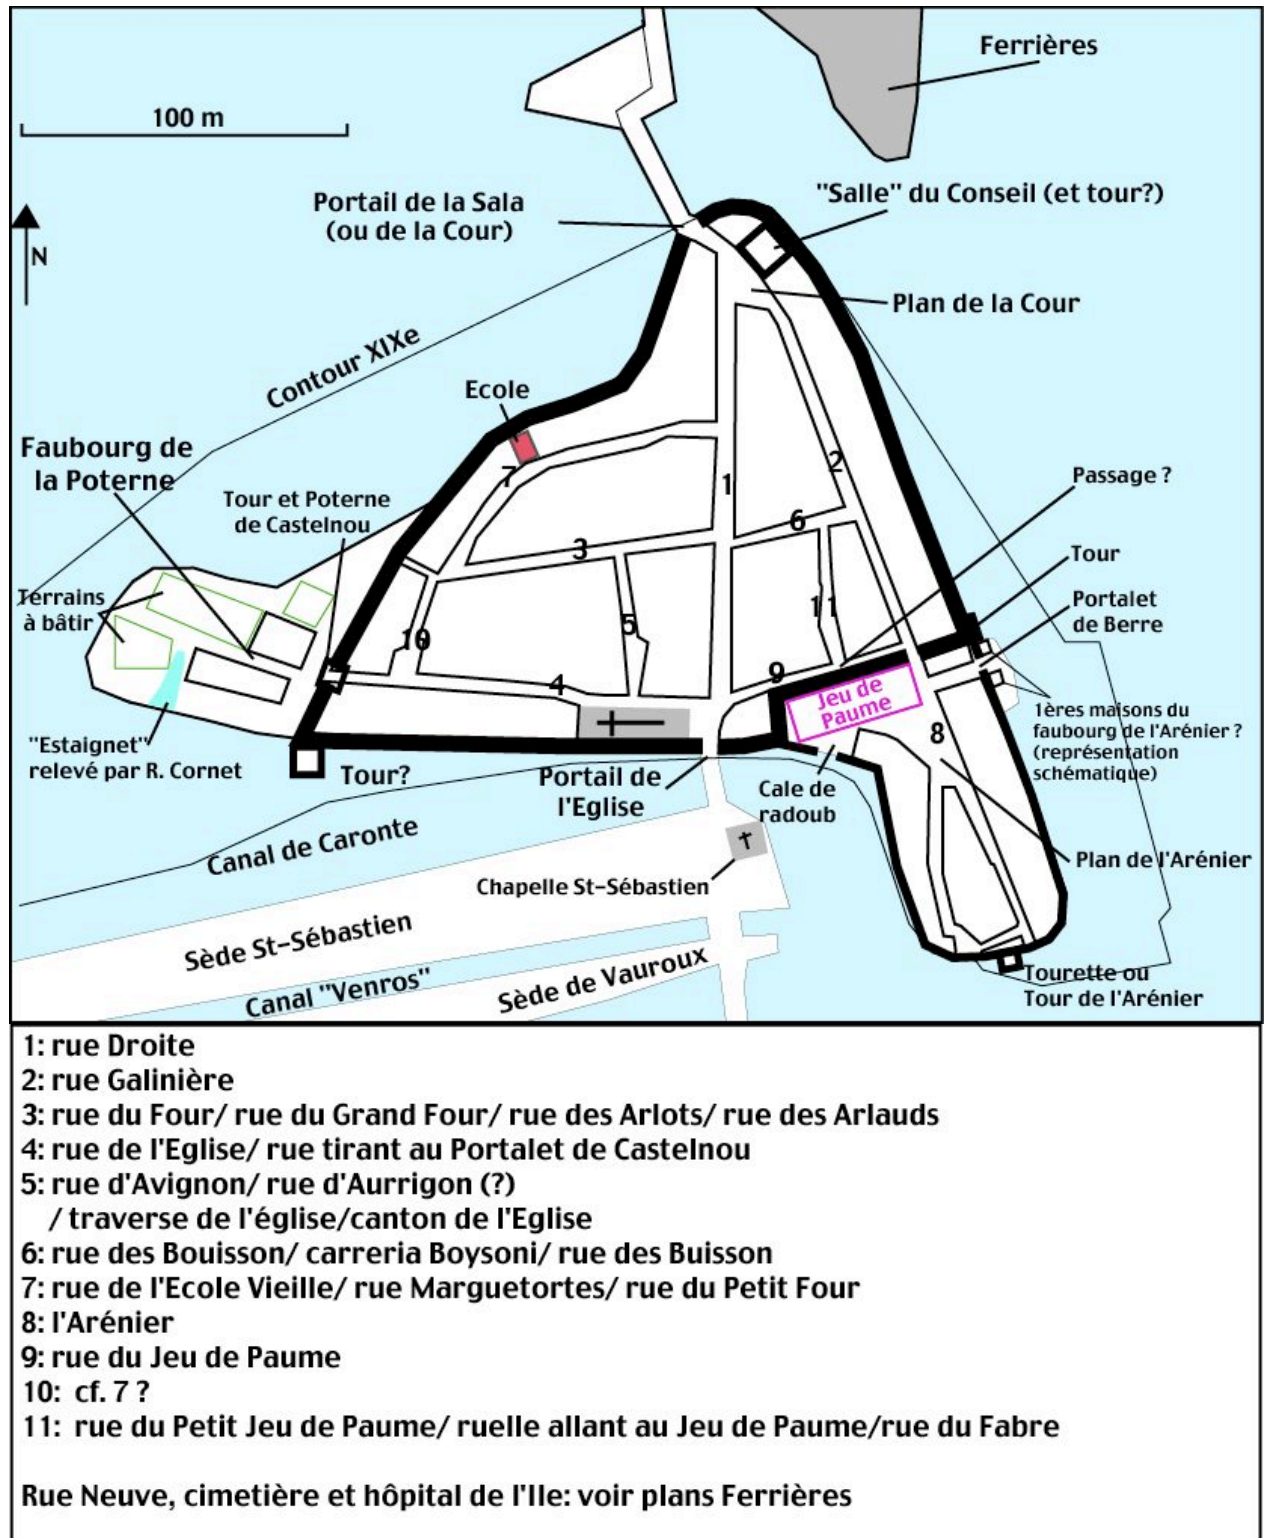 Ferrières
100 m
"Salle" du Conseil (et tour?)
Portail de la Sala
(ou de la Cour)
N
Plan de la Cour
Contour XIXe
Ecole
Faubourg de
la Poterne
2
7
1
Passage ?
Tour et Poterne
de Castelnou
6
3
Tour
Terrains
à bâtir
Portalet
de Berre
11
5
10
9
4
Jeu de
Paume
1ères maisons du
faubourg de l'Arénier ?
(représentation
schématique)
8
"Estaignet"
relevé par R. Cornet
Tour?
Portail de
l'Eglise
Cale de
radoub
Canal de Caronte
Plan de l'Arénier
Chapelle St-Sébastien
Sède St-Sébastien
Canal "Venros"
Sède de Vauroux
Tourette ou
Tour de l'Arénier
1: rue Droite
2: rue Galinière
3: rue du Four/ rue du Grand Four/ rue des Arlots/ rue des Arlauds
4: rue de l'Eglise/ rue tirant au Portalet de Castelnou
5: rue d'Avignon/ rue d'Aurrigon (?)
/ traverse de l'église/canton de l'Eglise
6: rue des Bouisson/ carreria Boysoni/ rue des Buisson
7: rue de l'Ecole Vieille/ rue Marguetortes/ rue du Petit Four
8: l'Arénier
9: rue du Jeu de Paume
10: cf. 7 ?
11: rue du Petit Jeu de Paume/ ruelle allant au Jeu de Paume/rue du Fabre
Rue Neuve, cimetière et hôpital de l'Ile: voir plans Ferrières